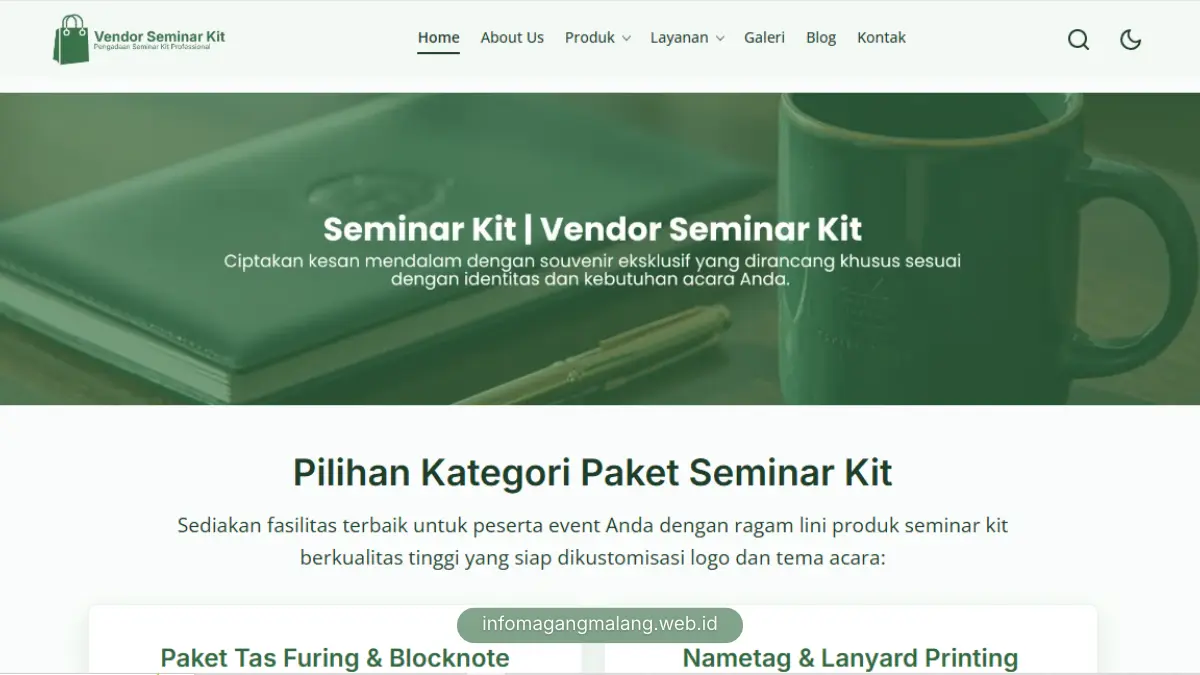 Vendor Seminar Kit
Pengadaan Seminar Kit Professional
Home About Us Produk Layanan Galeri Blog Kontak
Seminar Kit | Vendor Seminar Kit
Ciptakan kesan mendalam dengan souvenir eksklusif yang dirancang khusus sesuai
dengan identitas dan kebutuhan acara Anda.
Pilihan Kategori Paket Seminar Kit
Sediakan fasilitas terbaik untuk peserta event Anda dengan ragam lini produk seminar kit
berkualitas tinggi yang siap dikustomisasi logo dan tema acara:
infomagangmalang.web.id
Paket Tas Furing & Blocknote
Nametag & Lanyard Printing